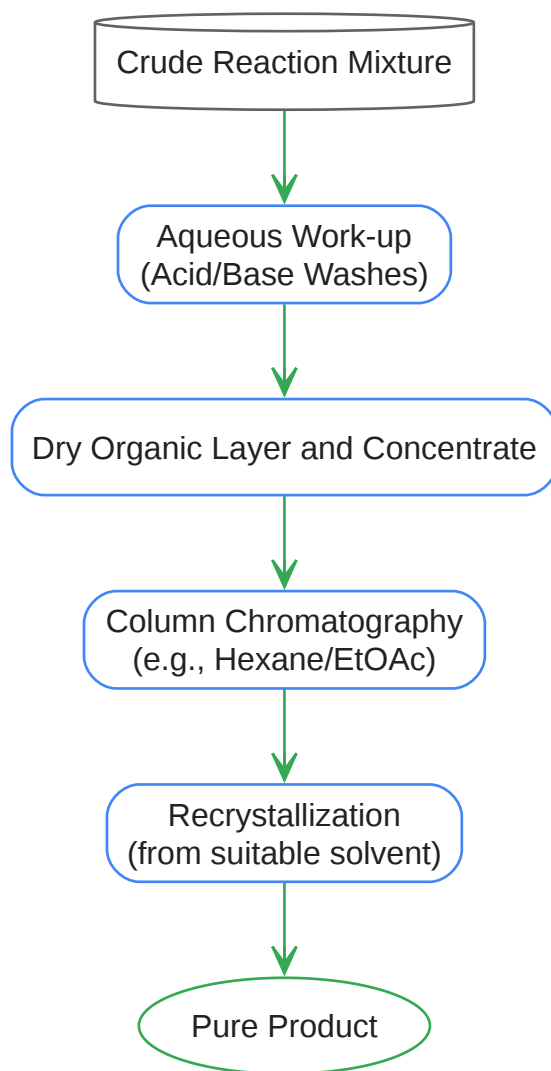 Crude Reaction Mixture
Aqueous Work-up
(Acid/Base Washes)
Dry Organic Layer and Concentrate
Column Chromatography
(e.g., Hexane/EtOAc)
Recrystallization
(from suitable solvent)
Pure Product